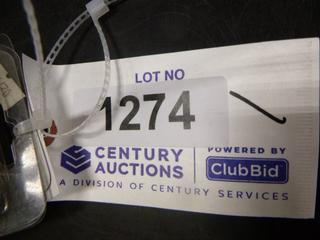 LOT NO
1274
CENTURY AUCTIONS
POWERED BY
ClubBid
A DIVISION OF CENTURY SERVICES